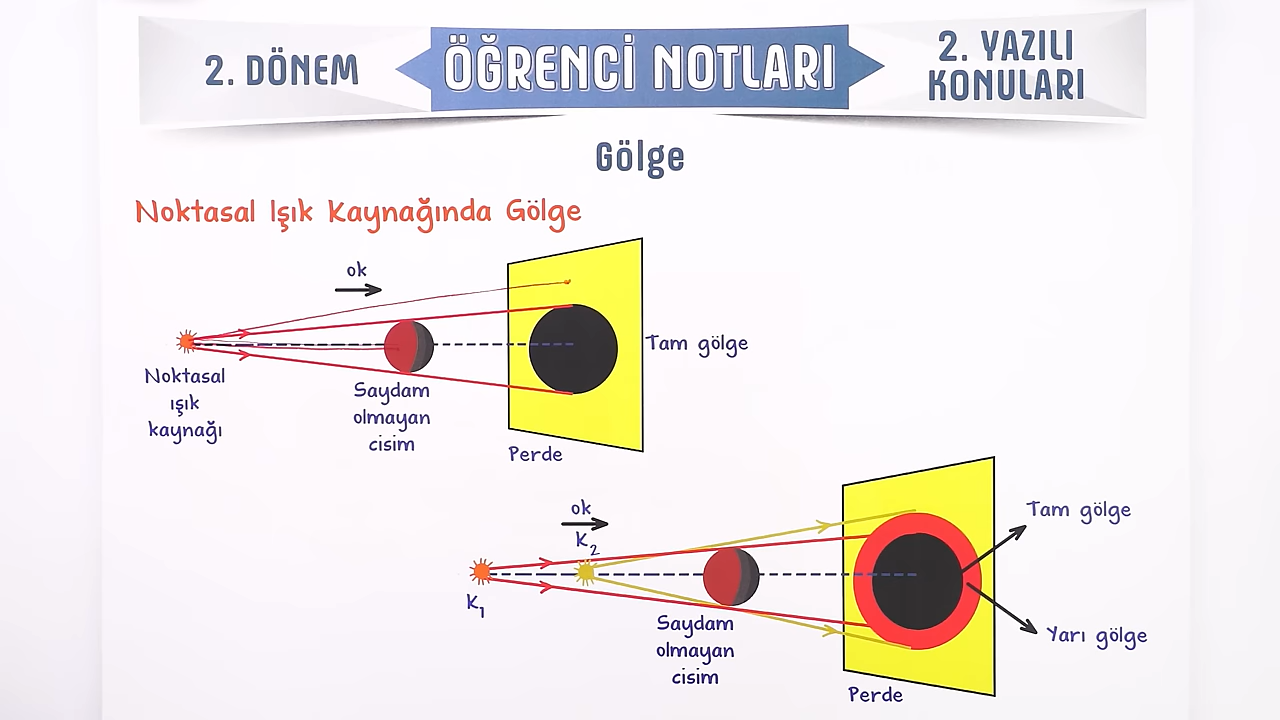 2. DÖNEM
ÖĞRENCİ NOTLARI
2. YAZILI
KONULARI
Gölge
Noktasal Işık Kaynağında Gölge
ok
Noktasal
ışık
kaynağı
Saydam
olmayan
cisim
Tam gölge
Perde
ok
K2
K1
Saydam
olmayan
cisim
Tam gölge
Yarı gölge
Perde